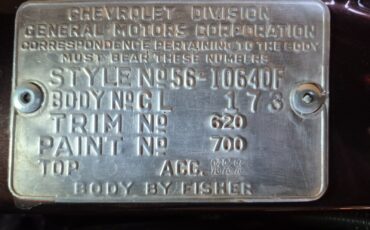 CHEVROLET DIVISION
GENERAL MOTORS CORPORATION
CORRESPONDENCE PERTAINING TO THE BODY
MUST BEAR THESE NUMBERS
STYLE No 56-1064DF
BODY No CL 173
TRIM No 620
PAINT No 700
TOP ACC.
BODY BY FISHER